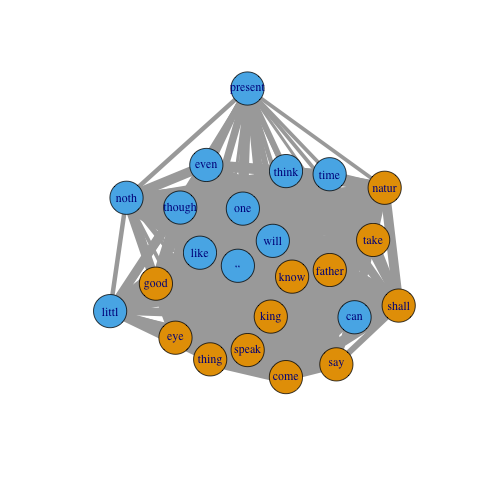 present
even
think
time
natur
noth
though
one
take
will
like
..
know
father
good
shall
littl
king
can
eye
speak
thing
say
come